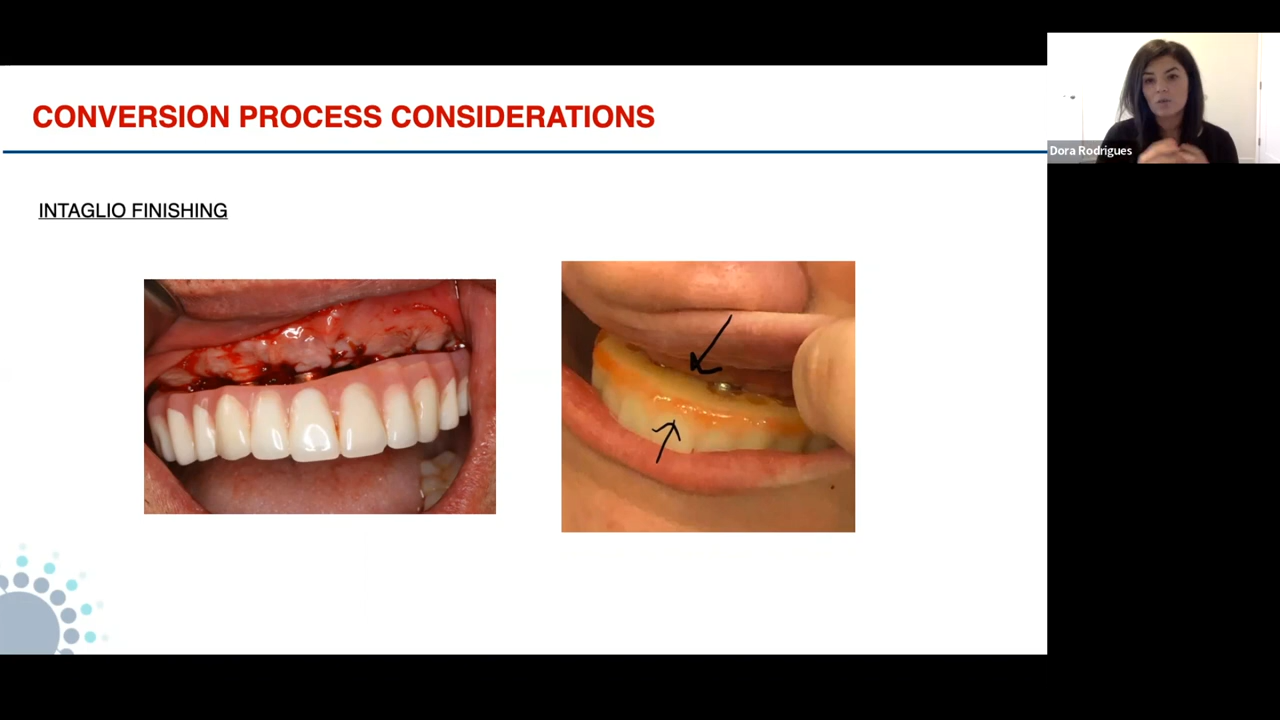 CONVERSION PROCESS CONSIDERATIONS
Dora Rodrigues
INTAGLIO FINISHING